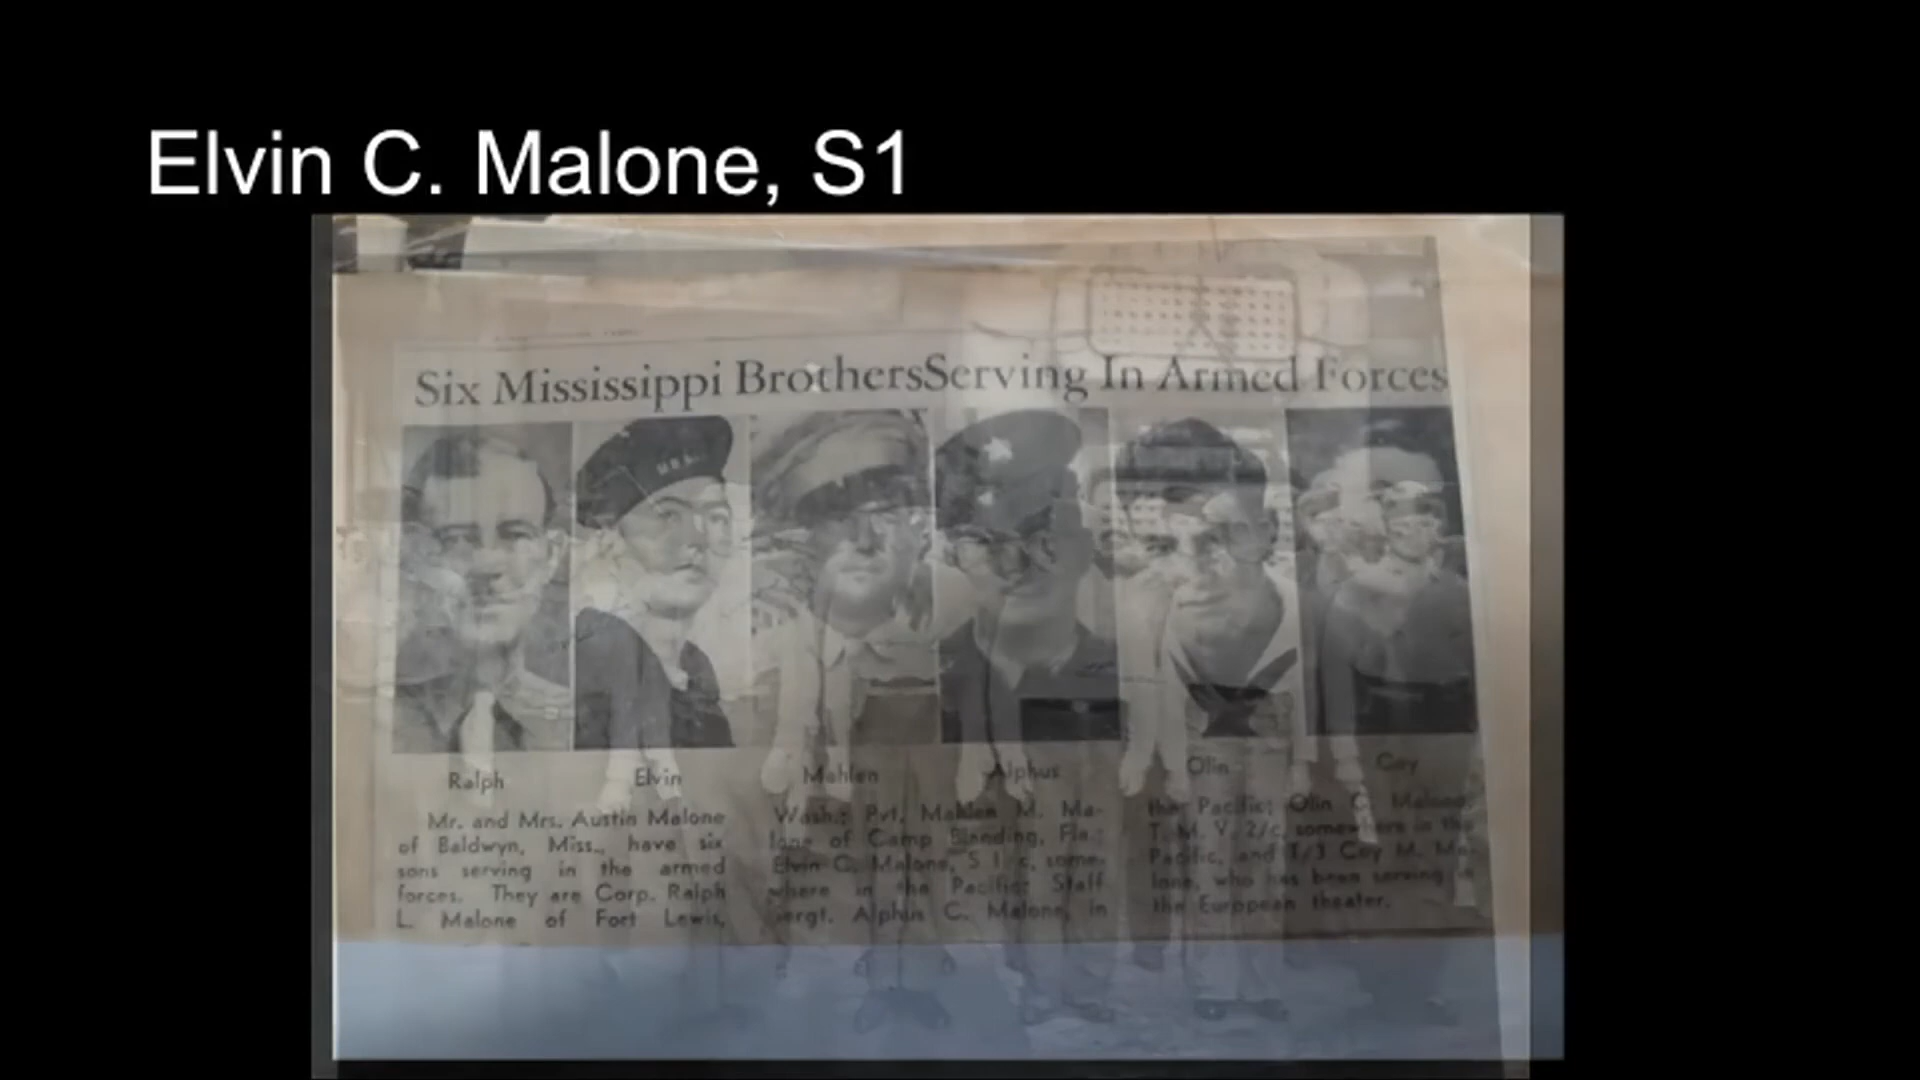 Elvin C. Malone, S1
Six Mississippi Brothers Serving In Armed Forces
Ralph
Elvin
Mahlen
Alphus
Olin
Coy
Mr. and Mrs. Austin Malone
of Baldwyn, Miss., have six
sons serving in the armed
forces. They are Corp. Ralph
L. Malone of Fort Lewis,
Wash.; Pvt. Mahlen M. Ma-
lone of Camp Blanding, Fla.;
Elvin C. Malone, S 1/c, some-
where in the Pacific; Staff
Sergt. Alphus C. Malone, in
the Pacific; Olin C. Malone,
T. M. V. 2/c, somewhere in the
Pacific, and T/3 Coy M. Ma-
lone, who has been serving in
the European theater.